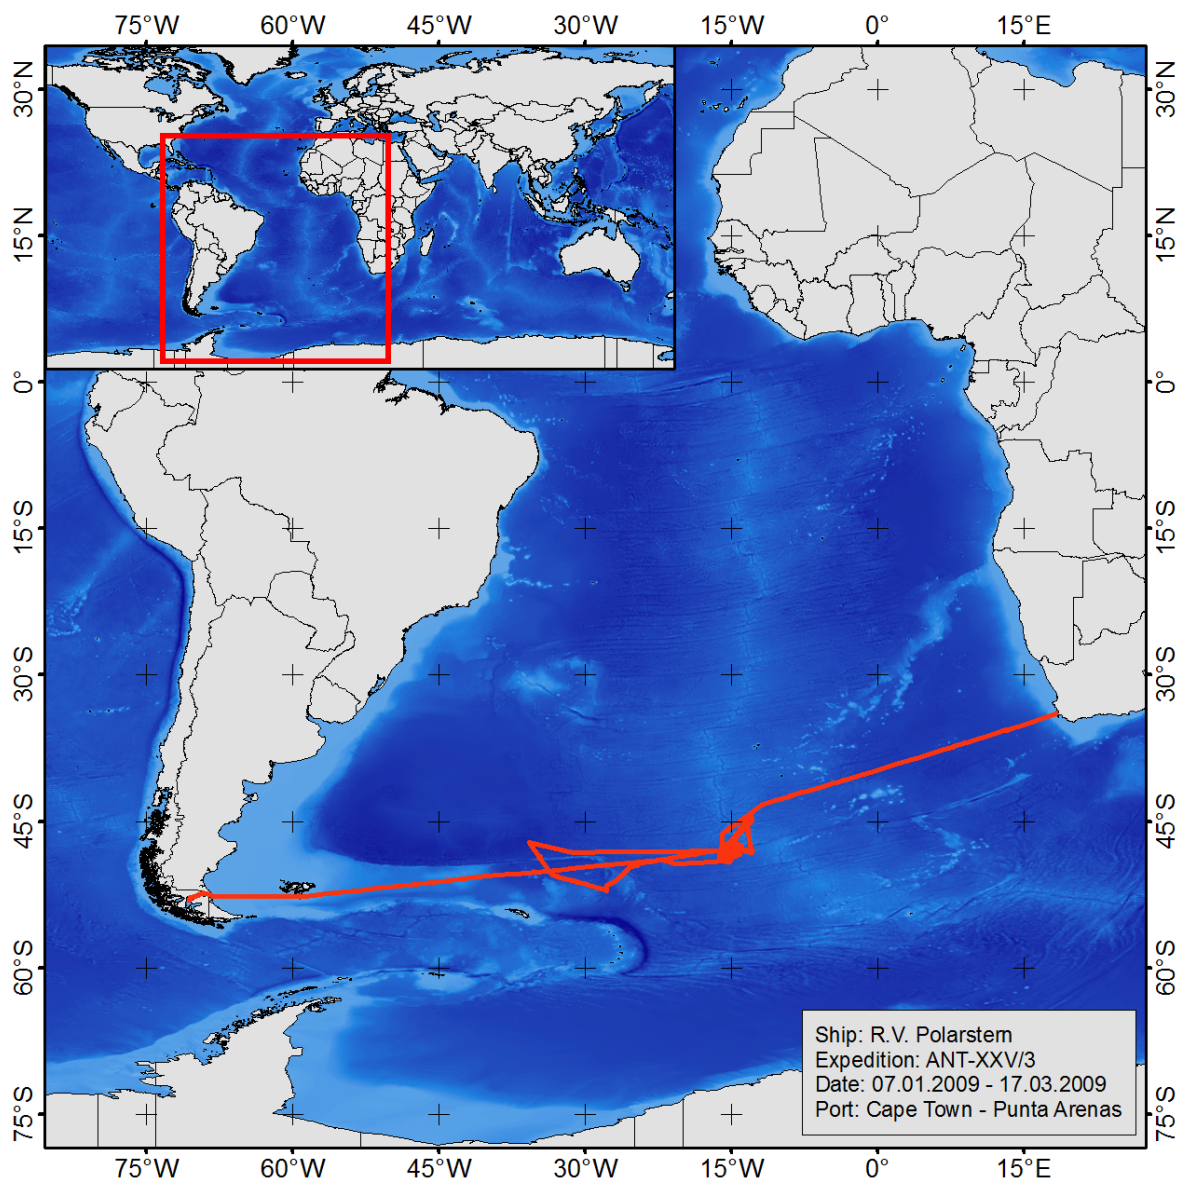 75°W 60°W 45°W 30°W 15°W 0° 15°E
30°N 30°N
15°N 15°N
0° 0°
15°S 15°S
30°S 30°S
45°S 45°S
60°S 60°S
Ship: R.V. Polarstern
Expedition: ANT-XXV/3
Date: 07.01.2009 - 17.03.2009
Port: Cape Town - Punta Arenas
75°S 75°S
75°W 60°W 45°W 30°W 15°W 0° 15°E